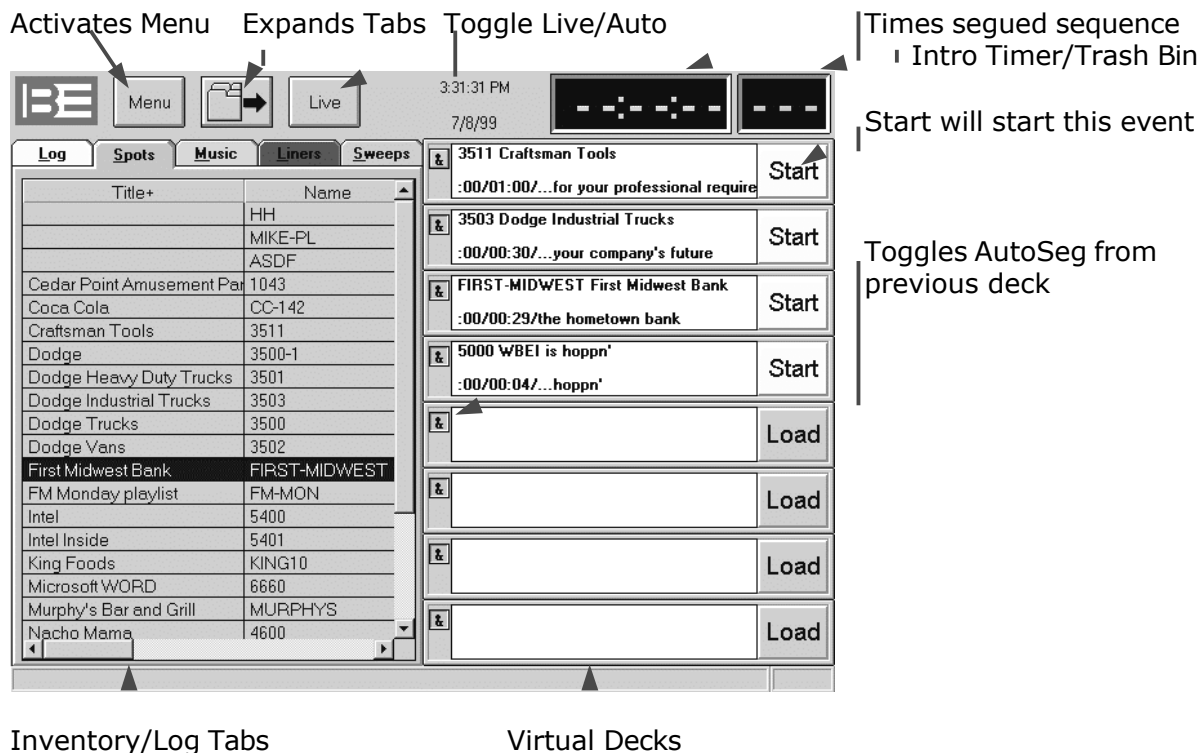 Activates Menu Expands Tabs Toggle Live/Auto Times segued sequence
Intro Timer/Trash Bin
BE Menu Live 3:31:31 PM --:--:-- ---
7/8/99
Start will start this event
Log Spots Music Liners Sweeps
Title+ Name
HH
MIKE-PL
ASDF
Cedar Point Amusement Par 1043
Coca Cola CC-142
Craftsman Tools 3511
Dodge 3500-1
Dodge Heavy Duty Trucks 3501
Dodge Industrial Trucks 3503
Dodge Trucks 3500
Dodge Vans 3502
First Midwest Bank FIRST-MIDWEST
FM Monday playlist FM-MON
Intel 5400
Intel Inside 5401
King Foods KING10
Microsoft WORD 6660
Murphy's Bar and Grill MURPHYS
Nacho Mama 4600
& 3511 Craftsman Tools Start
:00/01:00/...for your professional require
& 3503 Dodge Industrial Trucks Start
:00/00:30/...your company's future
& FIRST-MIDWEST First Midwest Bank Start
:00/00:29/the hometown bank
& 5000 WBEI is hoppn' Start
:00/00:04/...hoppn'
& Load
& Load
& Load
& Load
Toggles AutoSeg from
previous deck
Inventory/Log Tabs Virtual Decks